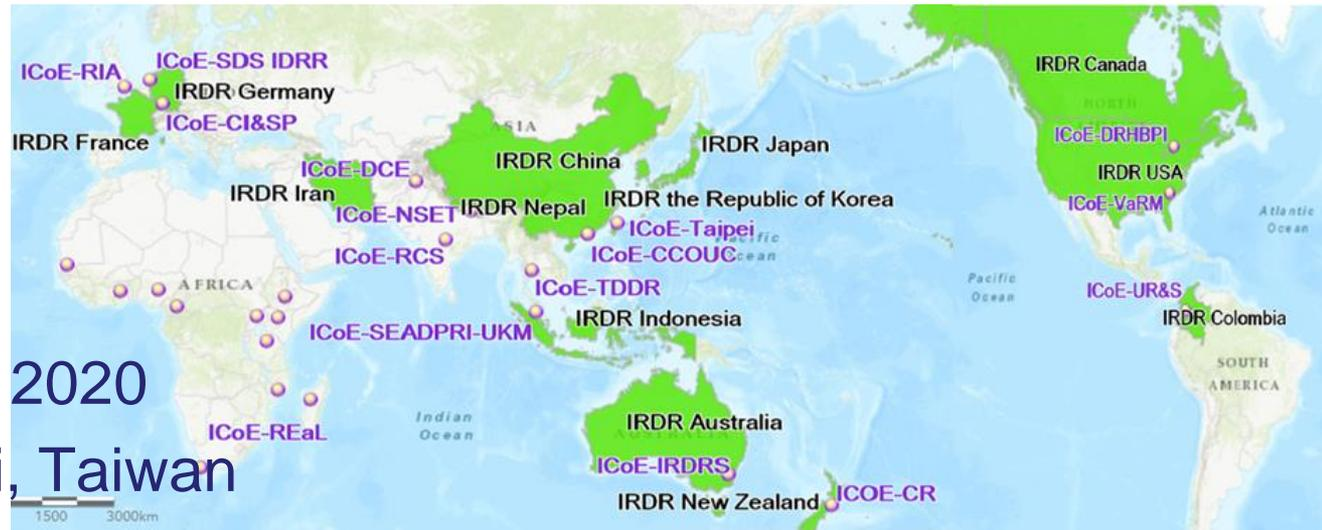 ICoE-SDS IDRR
ICoE-RIA
IRDR Germany
ICoE-CI&SP
IRDR France
ASIA
IRDR China
IRDR Japan
ICoE-DCE
IRDR Iran
IRDR the Republic of Korea
ICoE-NSET
IRDR Nepal
ICoE-Taipei
ICoE-RCS
ICoE-CCOUC
AFRICA
ICoE-TDDR
ICoE-SEADPRI-UKM
IRDR Indonesia
2020
Indian
Ocean
IRDR Australia
ICoE-REaL
i, Taiwan
ICoE-IRDRS
IRDR New Zealand
ICOE-CR
1500
3000km
IRDR Canada
NORTH
ICoE-DRHBPI
IRDR USA
ICoE-VaRM
Atlantic
Ocean
Pacific
Ocean
ICoE-UR&S
IRDR Colombia
SOUTH
AMERICA